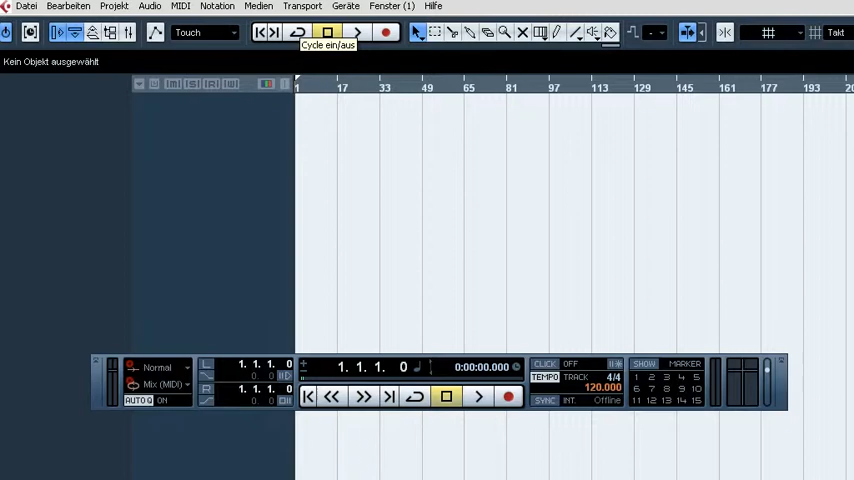 Datei Bearbeiten Projekt Audio MIDI Notation Medien Transport Geräte Fenster (1) Hilfe
Touch Takt
Cycle ein/aus
Kein Objekt ausgewählt
M S R W
1 17 33 49 65 81 97 113 129 145 161 177 193
Normal L 1. 1. 1. 0 1. 1. 1. 0 0:00:00.000 CLICK OFF SHOW MARKER
0. 0 TEMPO TRACK 4/4 1 2 3 4 5
Mix (MIDI) R 1. 1. 1. 0 120.000 6 7 8 9 10
AUTO Q ON 0. 0 SYNC INT. Offline 11 12 13 14 15